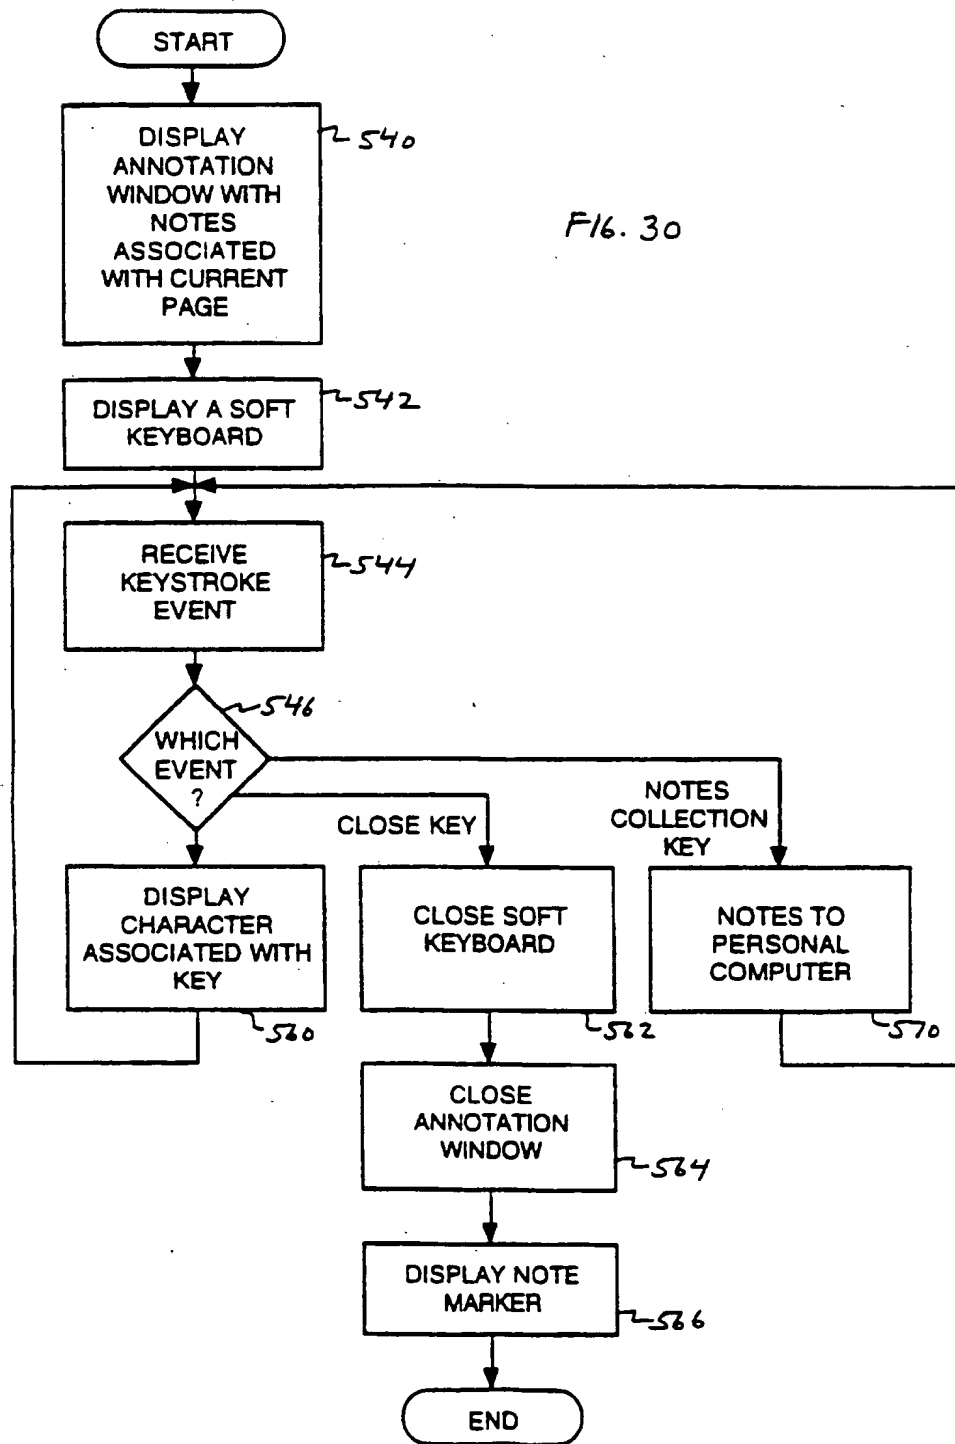 START
DISPLAY
ANNOTATION
WINDOW WITH
NOTES
ASSOCIATED
WITH CURRENT
PAGE
540
FIG. 30
DISPLAY A SOFT
KEYBOARD
542
RECEIVE
KEYSTROKE
EVENT
544
WHICH
EVENT
?
546
CLOSE KEY
NOTES
COLLECTION
KEY
DISPLAY
CHARACTER
ASSOCIATED WITH
KEY
560
CLOSE SOFT
KEYBOARD
562
NOTES TO
PERSONAL
COMPUTER
570
CLOSE
ANNOTATION
WINDOW
564
DISPLAY NOTE
MARKER
566
END